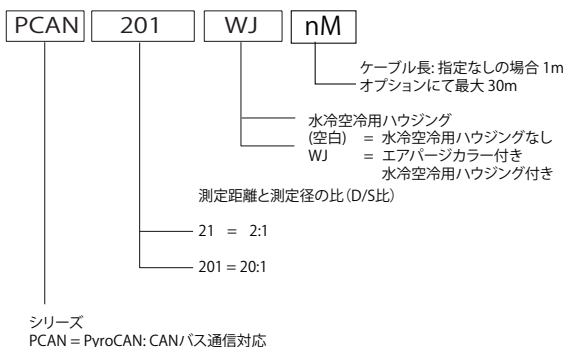 PCAN 201 WJ nM
ケーブル長: 指定なしの場合 1m
オプションにて最大 30m
水冷空冷用ハウジング
(空白) = 水冷空冷用ハウジングなし
WJ = エアパージカラー付き
水冷空冷用ハウジング付き
測定距離と測定径の比(D/S比)
21 = 2:1
201 = 20:1
シリーズ
PCAN = PyroCAN: CANバス通信対応